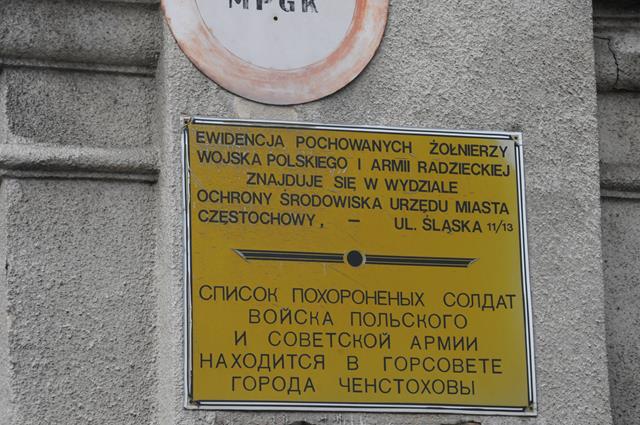 MPGK
EWIDENCJA POCHOWANYCH ŻOŁNIERZY
WOJSKA POLSKIEGO I ARMII RADZIECKIEJ
ZNAJDUJE SIĘ W WYDZIALE
OCHRONY ŚRODOWISKA URZĘDU MIASTA
CZĘSTOCHOWY, — UL. ŚLĄSKA 11/13
СПИСОК ПОХОРОНЕНЫХ СОЛДАТ
ВОЙСКА ПОЛЬСКОГО
И СОВЕТСКОЙ АРМИИ
НАХОДИТСЯ В ГОРСОВЕТЕ
ГОРОДА ЧЕНСТОХОВЫ